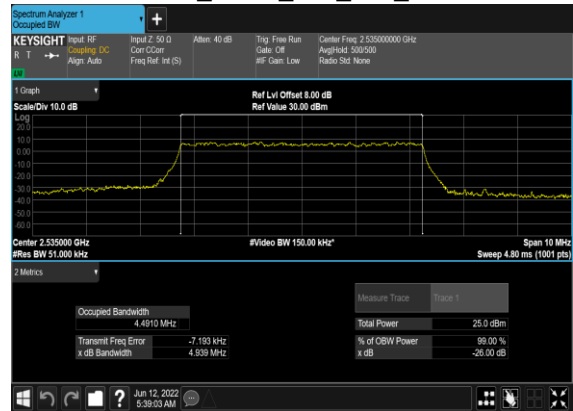 Spectrum Analyzer 1
Occupied BW
+
KEYSIGHT Input: RF Input Z: 50 Ω Atten: 40 dB Trig: Free Run Center Freq: 2.535000000 GHz
R T Coupling: DC Corr CCorr Gate: Off Avg|Hold: 500/500
Align: Auto Freq Ref: Int (S) #IF Gain: Low Radio Std: None
LXI
1 Graph
Ref Lvl Offset 8.00 dB
Scale/Div 10.0 dB Ref Value 30.00 dBm
Log
20.0
10.0
0.00
-10.0
-20.0
-30.0
-40.0
-50.0
-60.0
Center 2.535000 GHz #Video BW 150.00 kHz* Span 10 MHz
#Res BW 51.000 kHz Sweep 4.80 ms (1001 pts)
2 Metrics
Measure Trace Trace 1
Occupied Bandwidth
4.4910 MHz Total Power 25.0 dBm
Transmit Freq Error -7.193 kHz % of OBW Power 99.00 %
x dB Bandwidth 4.939 MHz x dB -26.00 dB
? Jun 12, 2022
5:39:03 AM